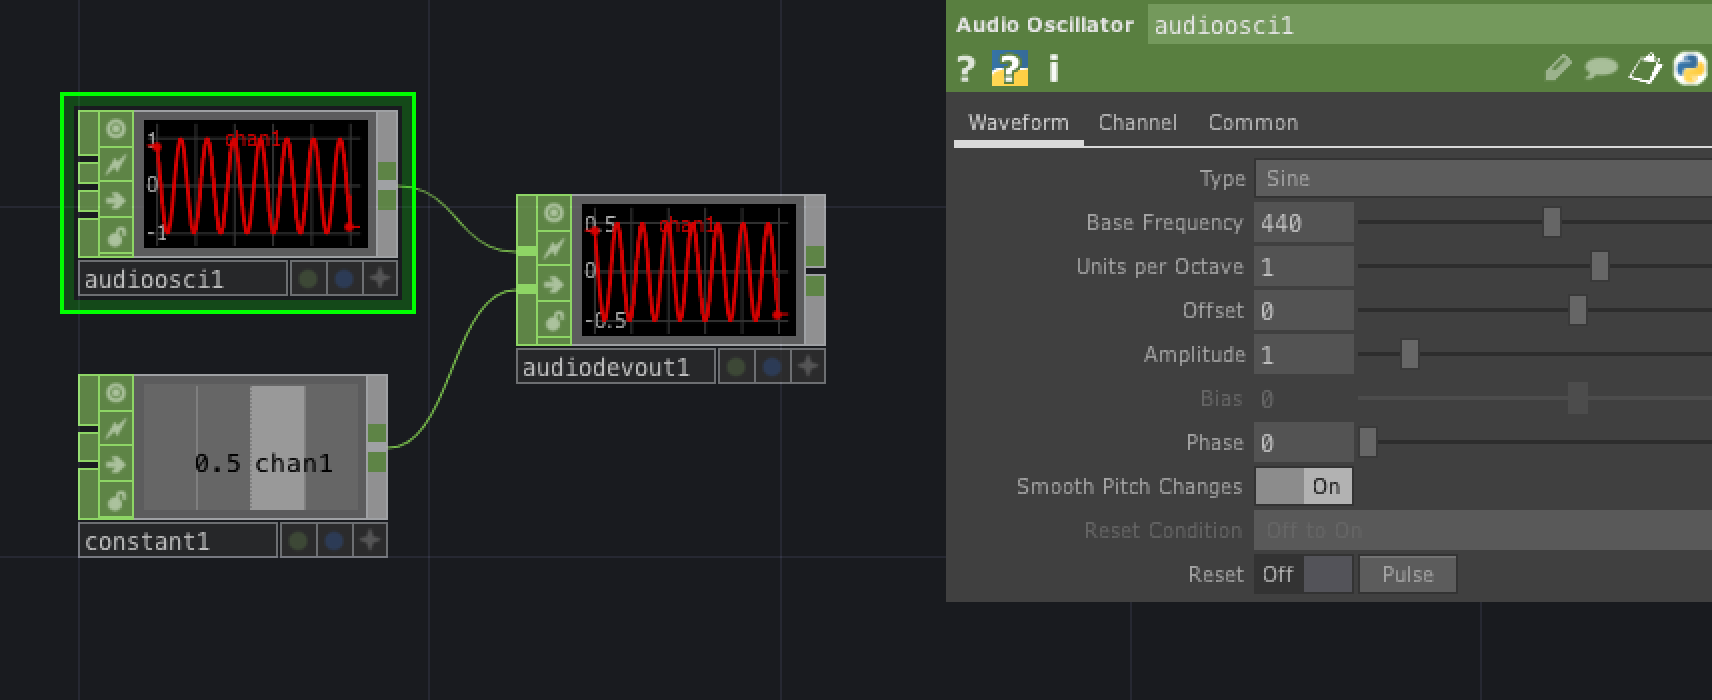 chan1
1
0
-1
audioosci1
0.5 chan1
constant1
chan1
0.5
0
-0.5
audiodevout1
Audio Oscillator audioosci1
? ? i
Waveform Channel Common
Type Sine
Base Frequency 440
Units per Octave 1
Offset 0
Amplitude 1
Bias 0
Phase 0
Smooth Pitch Changes On
Reset Condition Off to On
Reset Off Pulse